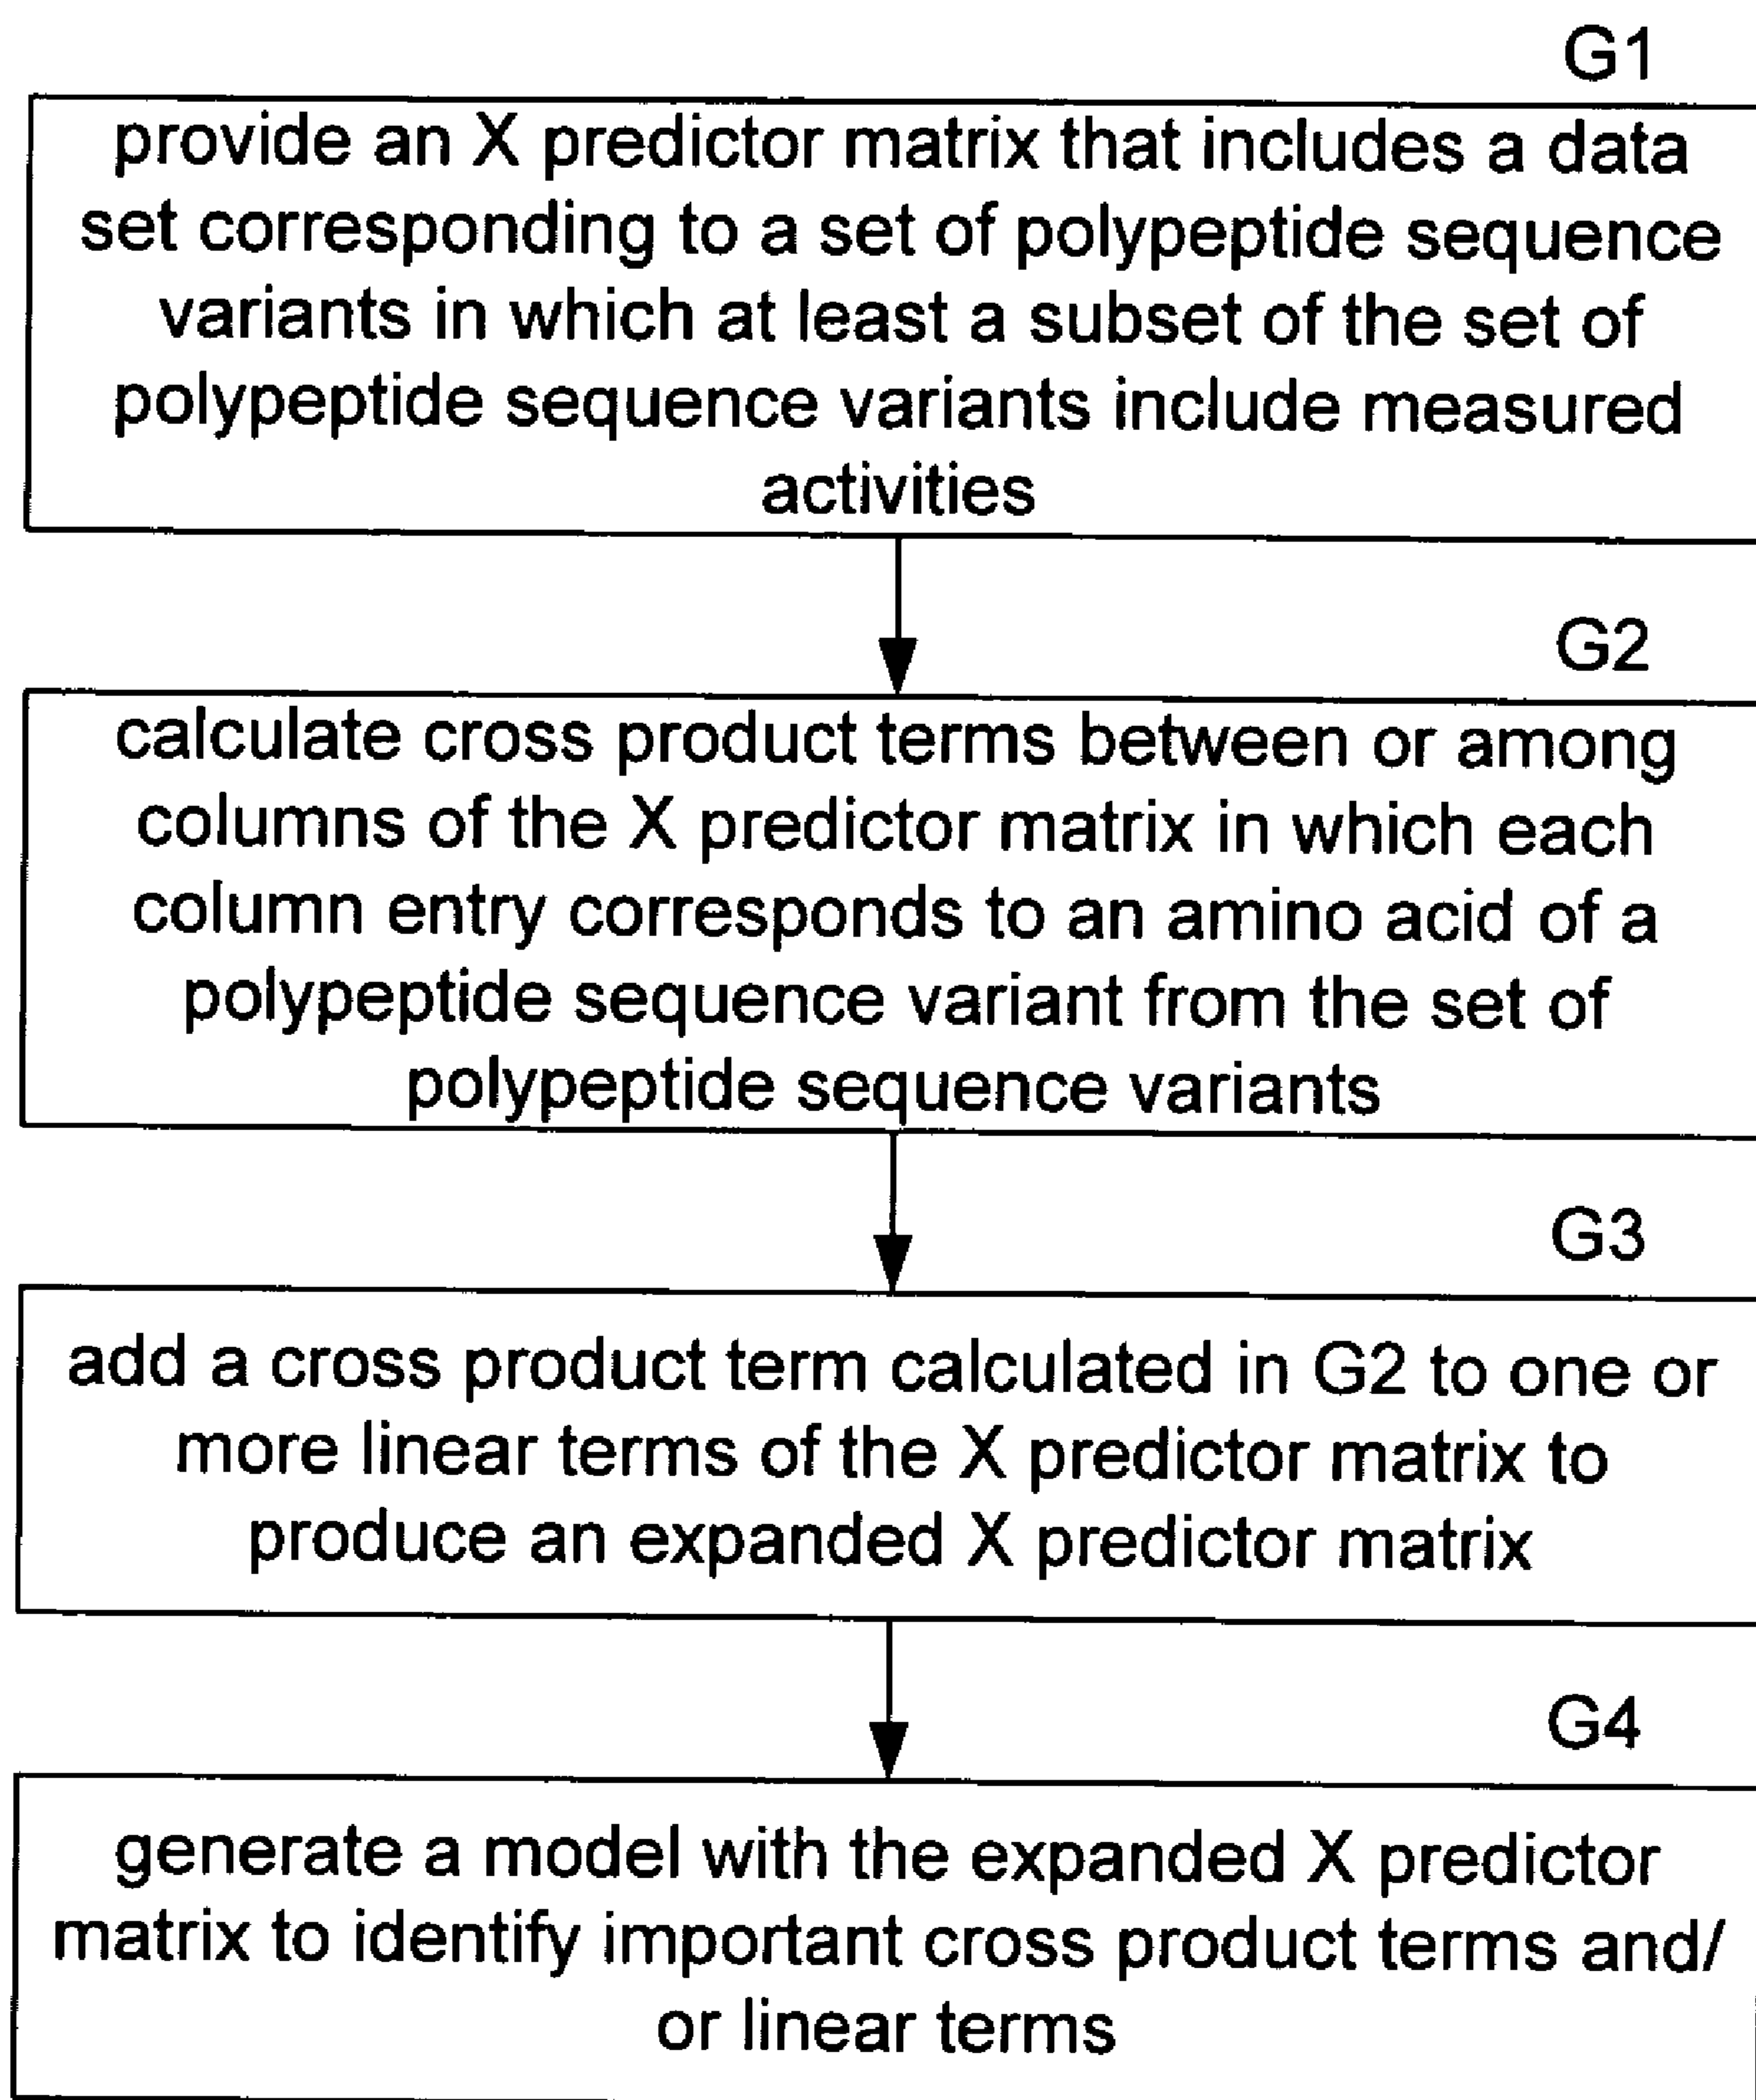 G1
provide an X predictor matrix that includes a data
set corresponding to a set of polypeptide sequence
variants in which at least a subset of the set of
polypeptide sequence variants include measured
activities
G2
calculate cross product terms between or among
columns of the X predictor matrix in which each
column entry corresponds to an amino acid of a
polypeptide sequence variant from the set of
polypeptide sequence variants
G3
add a cross product term calculated in G2 to one or
more linear terms of the X predictor matrix to
produce an expanded X predictor matrix
G4
generate a model with the expanded X predictor
matrix to identify important cross product terms and/
or linear terms